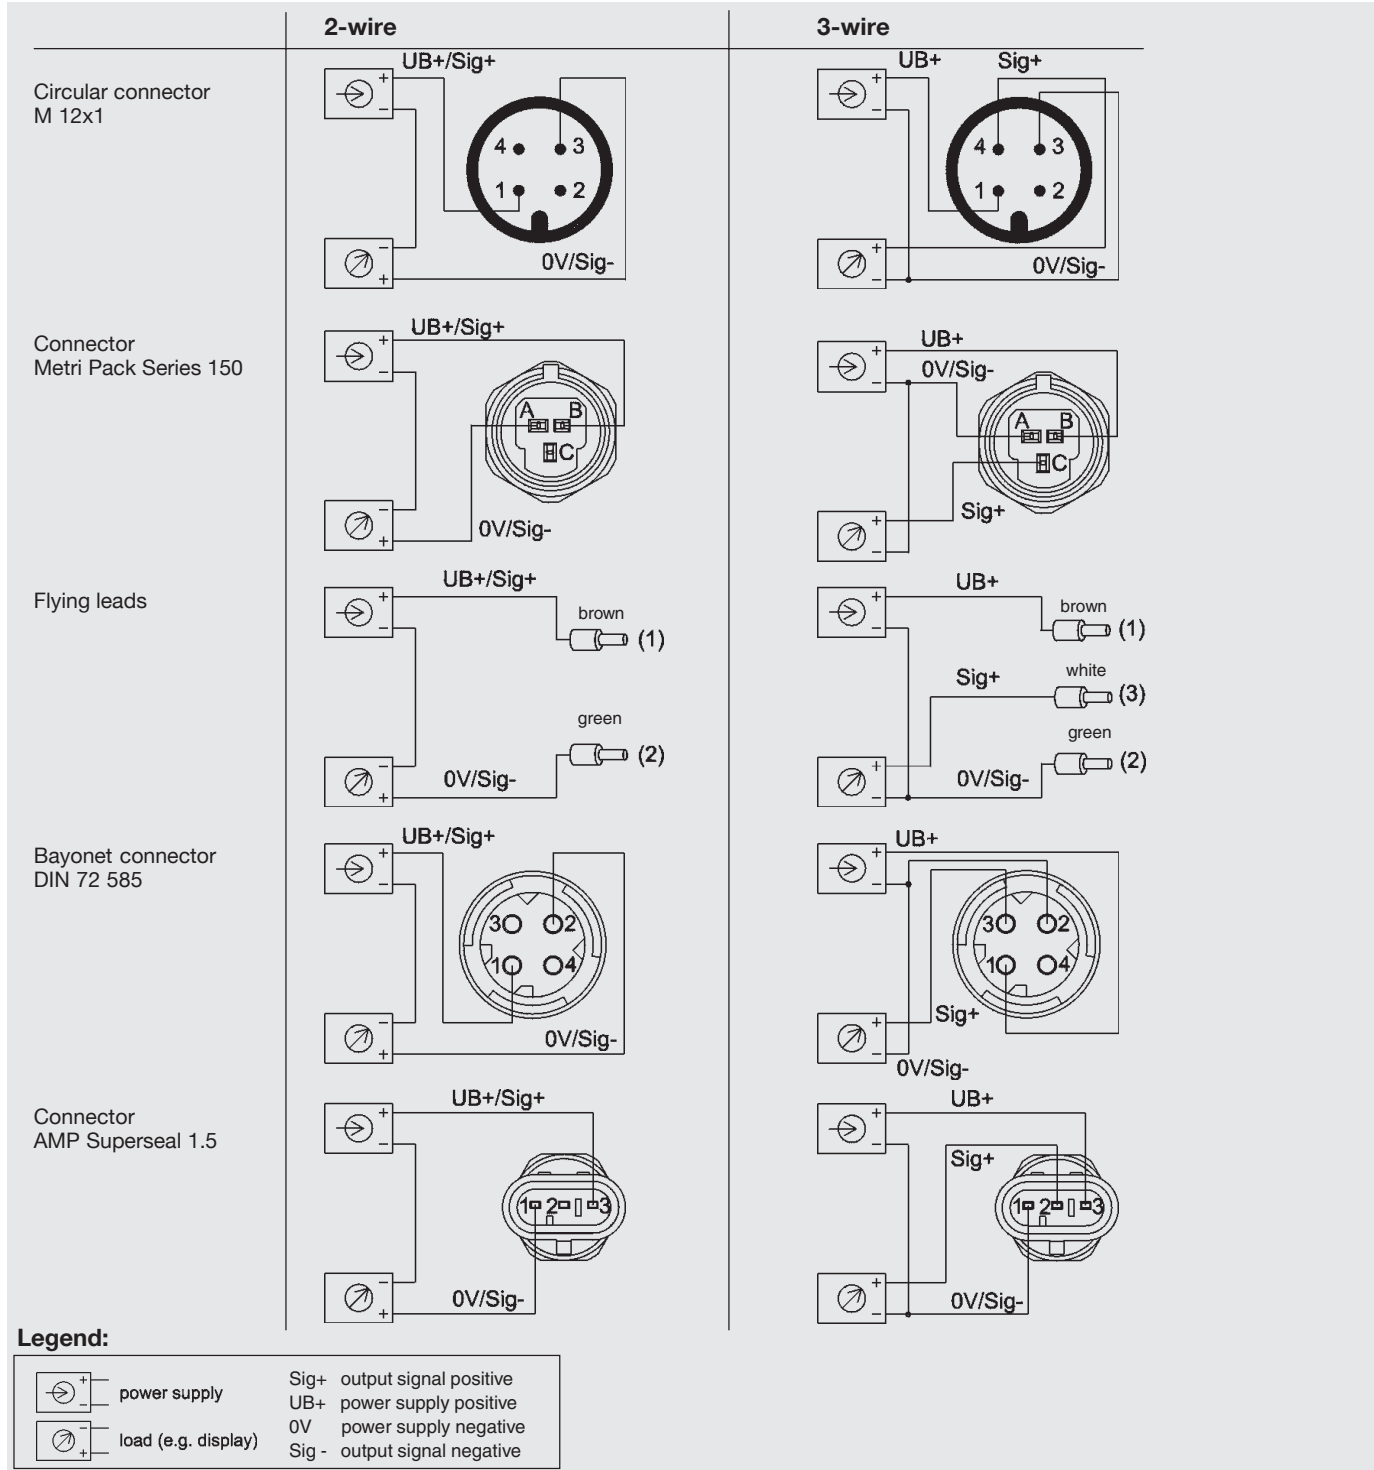 2-wire
3-wire
Circular connector
M 12x1
UB+/Sig+
+
-
4
3
1
2
-
+
0V/Sig-
UB+
Sig+
+
-
4
3
1
2
+
-
0V/Sig-
Connector
Metri Pack Series 150
UB+/Sig+
+
-
A
B
C
-
+
0V/Sig-
UB+
0V/Sig-
+
-
A
B
C
Sig+
+
-
Flying leads
UB+/Sig+
+
-
brown
(1)
green
(2)
-
+
0V/Sig-
UB+
+
-
brown
(1)
Sig+
white
(3)
green
(2)
+
-
0V/Sig-
Bayonet connector
DIN 72 585
UB+/Sig+
+
-
3
2
1
4
-
+
0V/Sig-
UB+
+
-
3
2
1
4
Sig+
+
-
0V/Sig-
Connector
AMP Superseal 1.5
UB+/Sig+
+
-
1
2
3
-
+
0V/Sig-
UB+
+
-
Sig+
1
2
3
+
-
0V/Sig-
Legend:
+
-
power supply
-
+
load (e.g. display)
Sig+ output signal positive
UB+ power supply positive
0V power supply negative
Sig - output signal negative